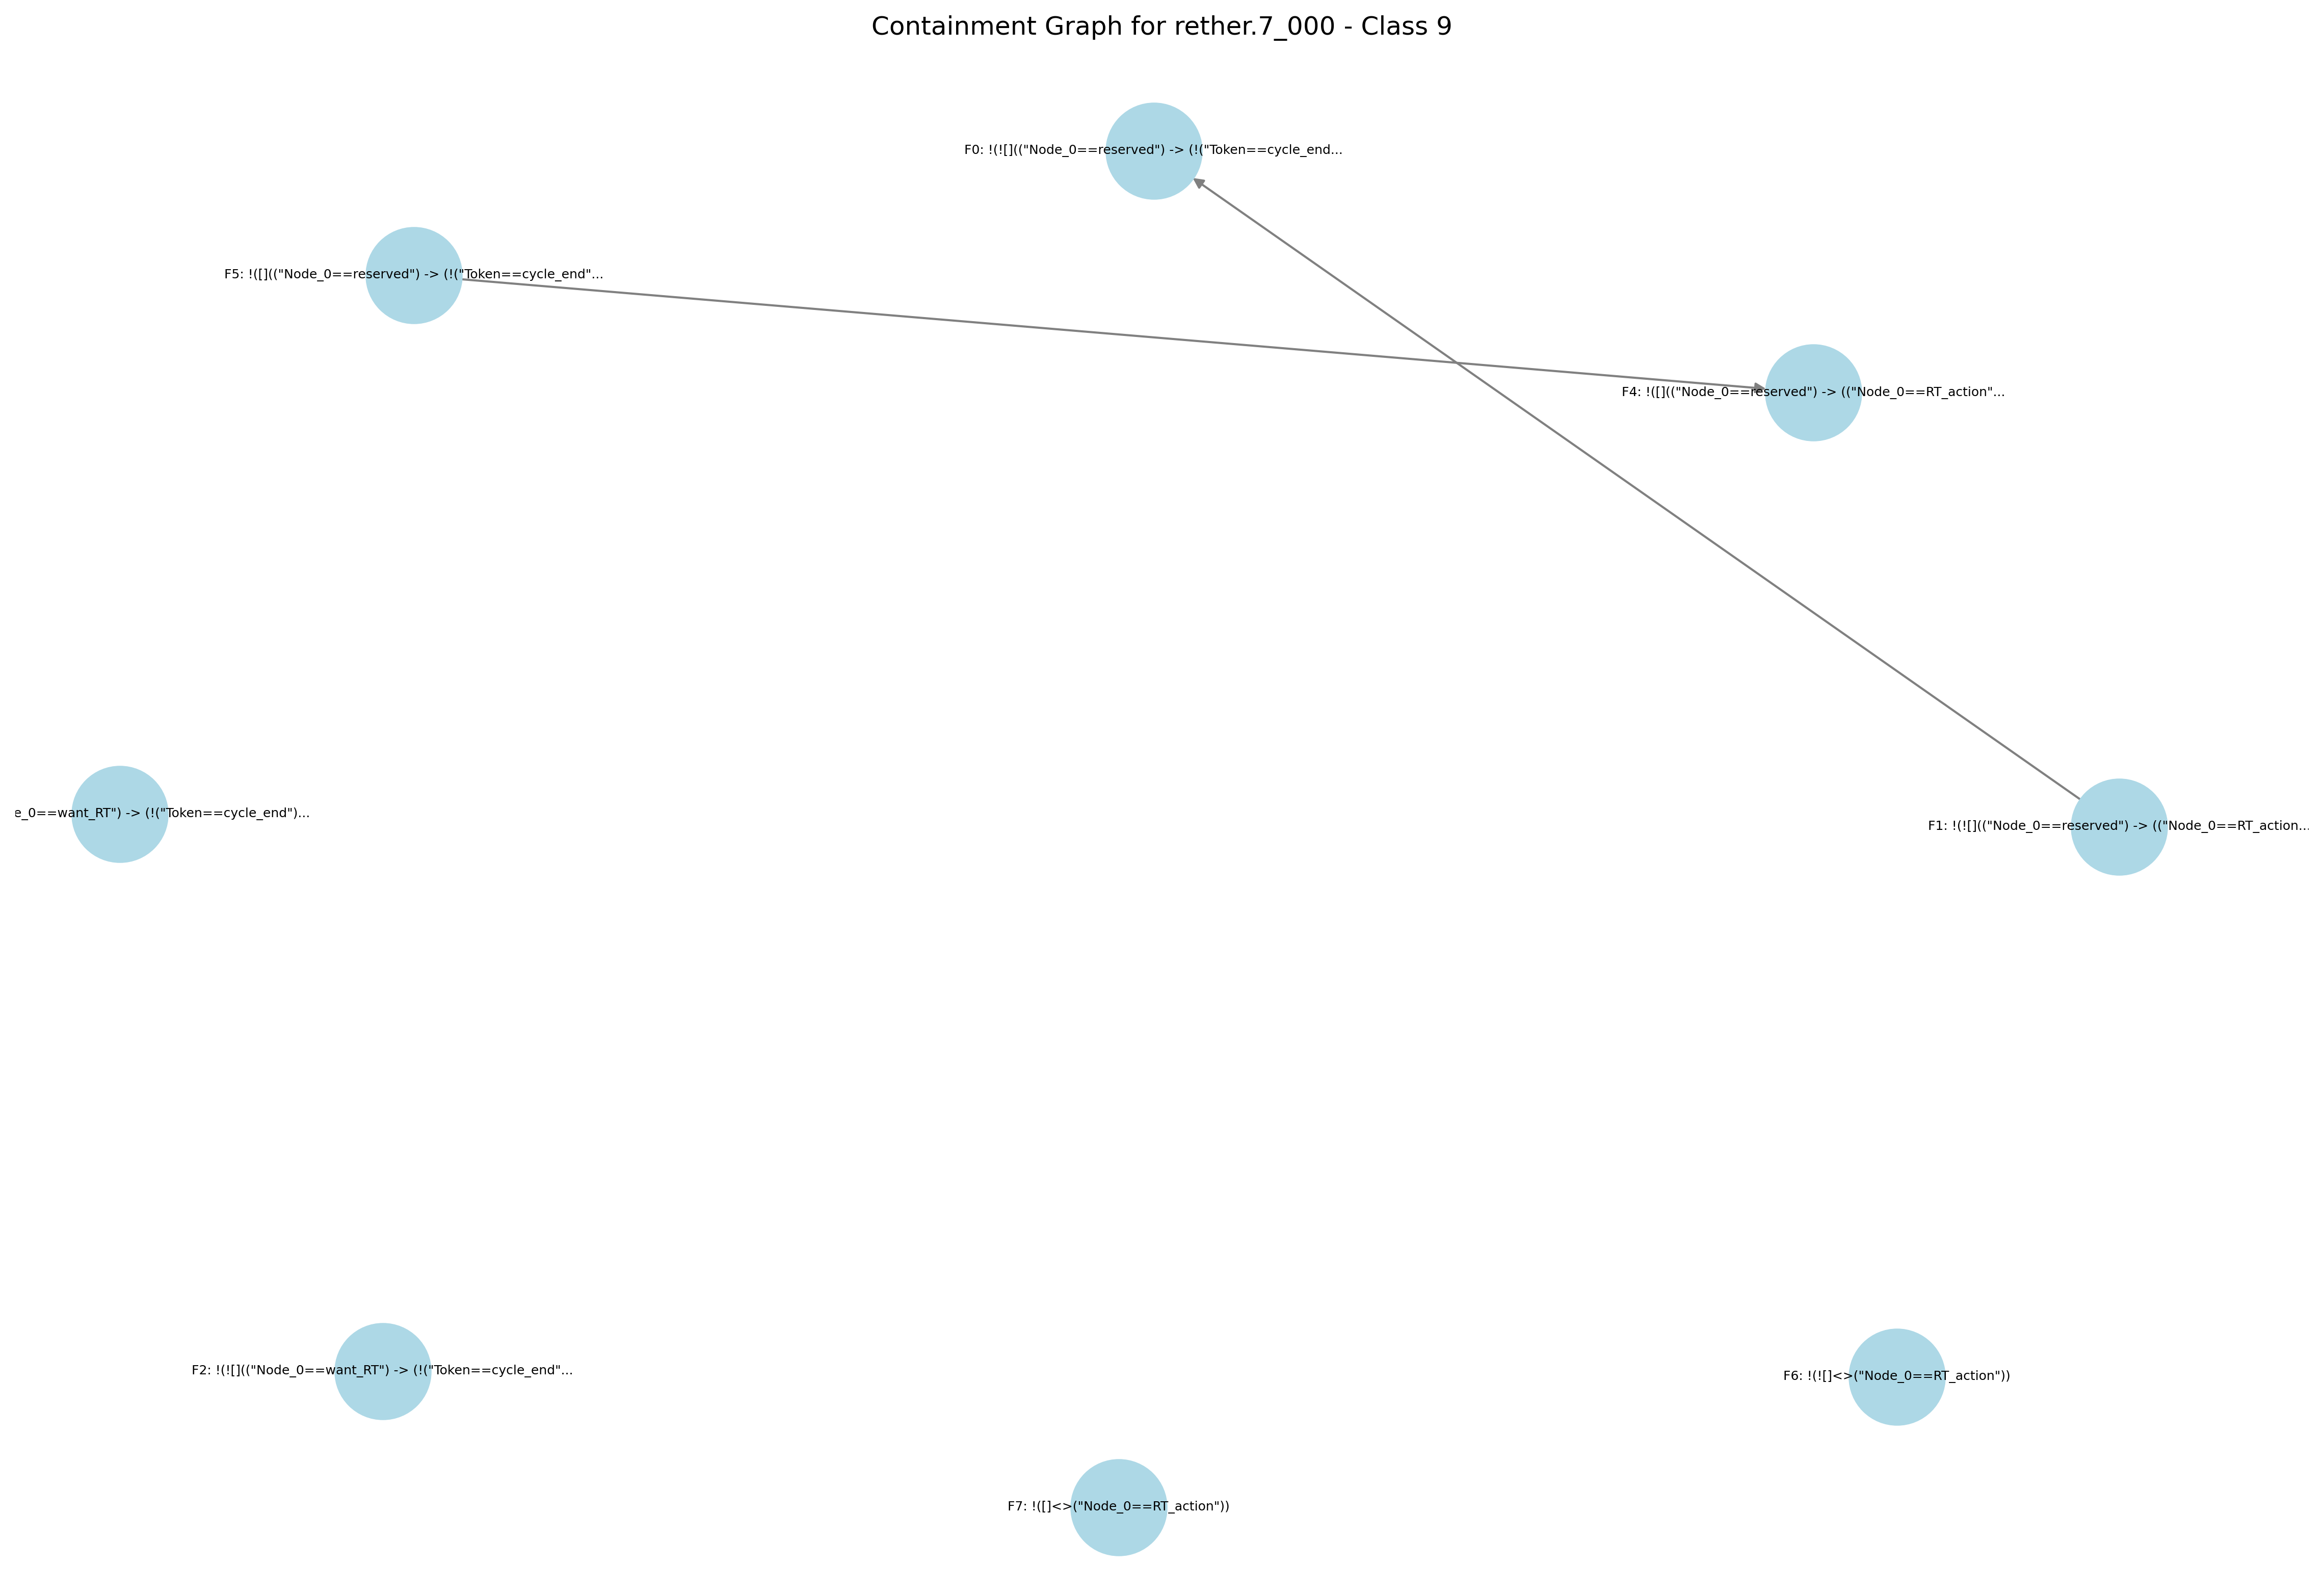 Containment Graph for rether.7_000 - Class 9
F0: !(![](("Node_0==reserved") -> (!("Token==cycle_end...
F5: !([](("Node_0==reserved") -> (!("Token==cycle_end"...
F4: !([](("Node_0==reserved") -> (("Node_0==RT_action"...
e_0==want_RT") -> (!("Token==cycle_end")...
F1: !(![](("Node_0==reserved") -> (("Node_0==RT_action...
F2: !(![](("Node_0==want_RT") -> (!("Token==cycle_end"...
F6: !(![]<>("Node_0==RT_action"))
F7: !([]<>("Node_0==RT_action"))